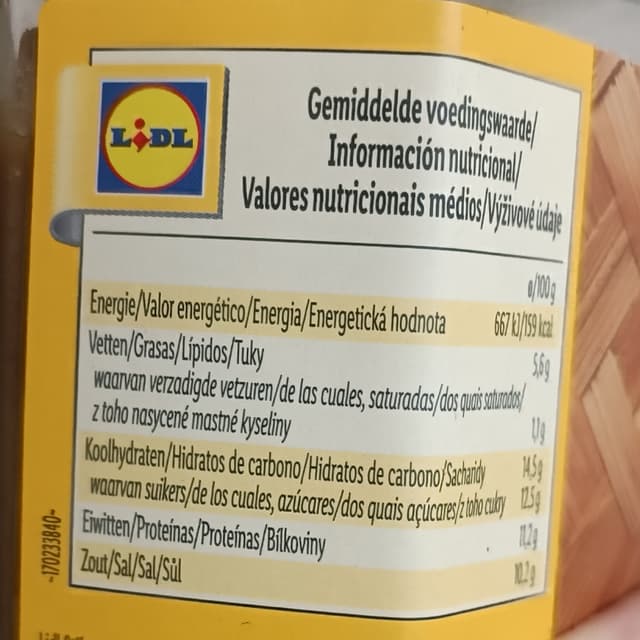 LIDL
Gemiddelde voedingswaarde/
Información nutricional/
Valores nutricionais médios/Výživové údaje
ø/100 g
Energie/Valor energético/Energia/Energetická hodnota 667 kJ/159 kcal
Vetten/Grasas/Lípidos/Tuky 5,6 g
waarvan verzadigde vetzuren/de las cuales, saturadas/dos quais saturados/
z toho nasycené mastné kyseliny 1,1 g
Koolhydraten/Hidratos de carbono/Hidratos de carbono/Sacharidy 14,5 g
waarvan suikers/de los cuales, azúcares/dos quais açúcares/z toho cukry 12,5 g
Eiwitten/Proteínas/Proteínas/Bílkoviny 11,2 g
Zout/Sal/Sal/Sůl 10,2 g
~170233840~